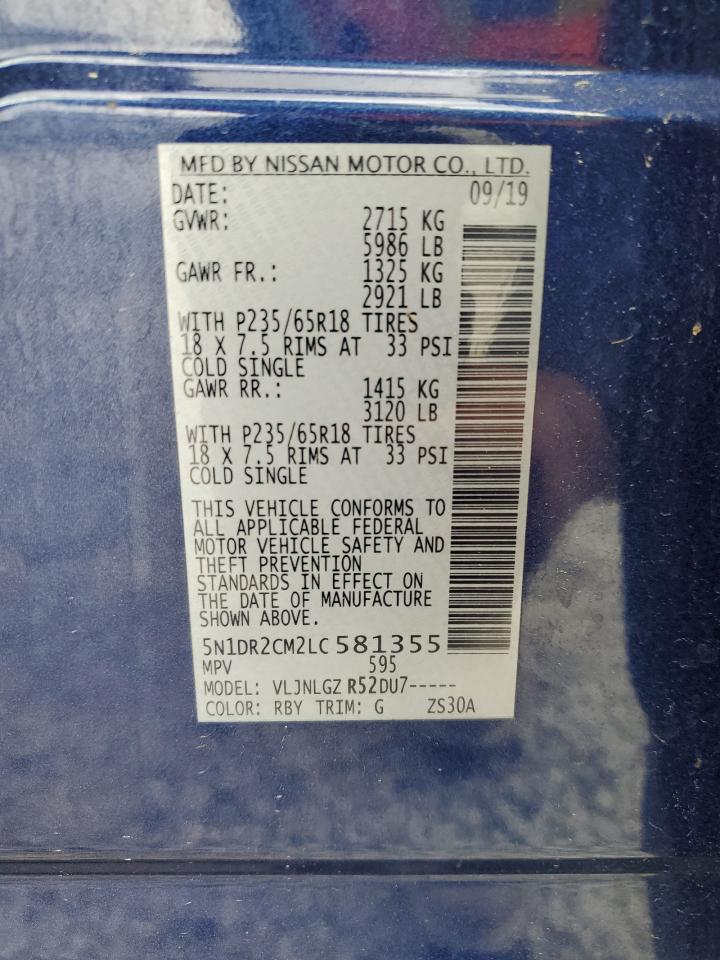 MFD BY NISSAN MOTOR CO., LTD.
DATE: 09/19
GVWR: 2715 KG
5986 LB
GAWR FR.: 1325 KG
2921 LB
WITH P235/65R18 TIRES
18 X 7.5 RIMS AT 33 PSI
COLD SINGLE
GAWR RR.: 1415 KG
3120 LB
WITH P235/65R18 TIRES
18 X 7.5 RIMS AT 33 PSI
COLD SINGLE
THIS VEHICLE CONFORMS TO
ALL APPLICABLE FEDERAL
MOTOR VEHICLE SAFETY AND
THEFT PREVENTION
STANDARDS IN EFFECT ON
THE DATE OF MANUFACTURE
SHOWN ABOVE.
5N1DR2CM2LC581355
MPV 595
MODEL: VLJNLGZ R52DU7-----
COLOR: RBY TRIM: G ZS30A